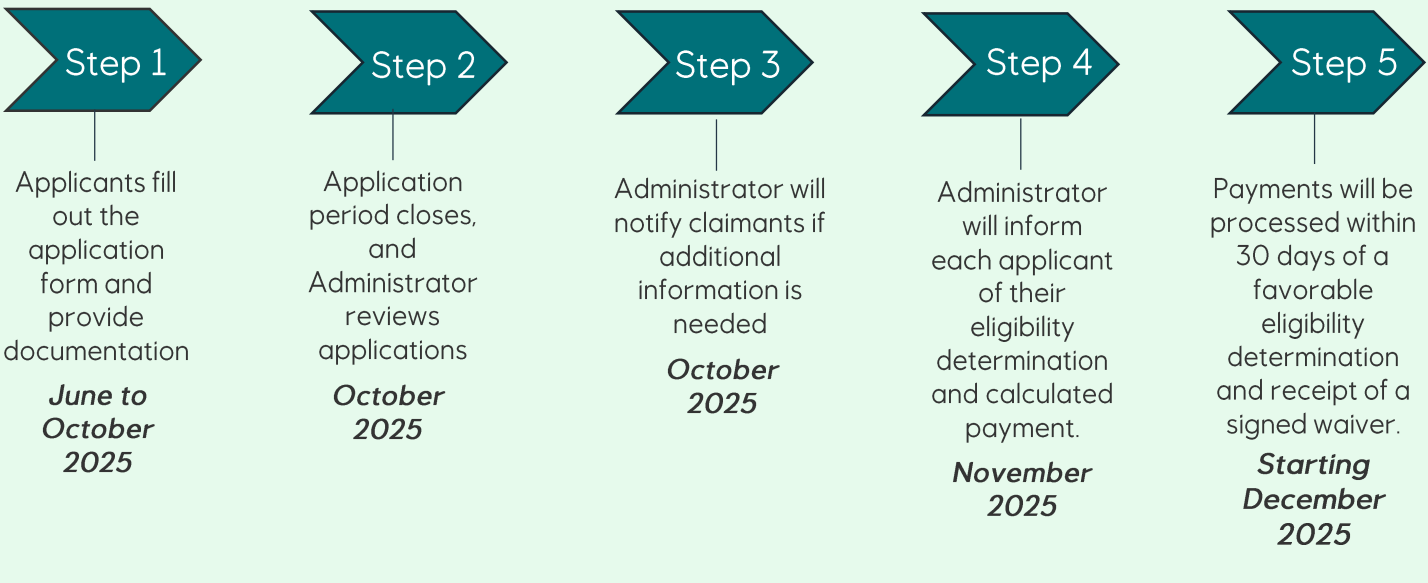 Step 1
Applicants fill
out the
application
form and
provide
documentation
June to
October
2025
Step 2
Application
period closes,
and
Administrator
reviews
applications
October
2025
Step 3
Administrator will
notify claimants if
additional
information is
needed
October
2025
Step 4
Administrator
will inform
each applicant
of their
eligibility
determination
and calculated
payment.
November
2025
Step 5
Payments will be
processed within
30 days of a
favorable
eligibility
determination
and receipt of a
signed waiver.
Starting
December
2025